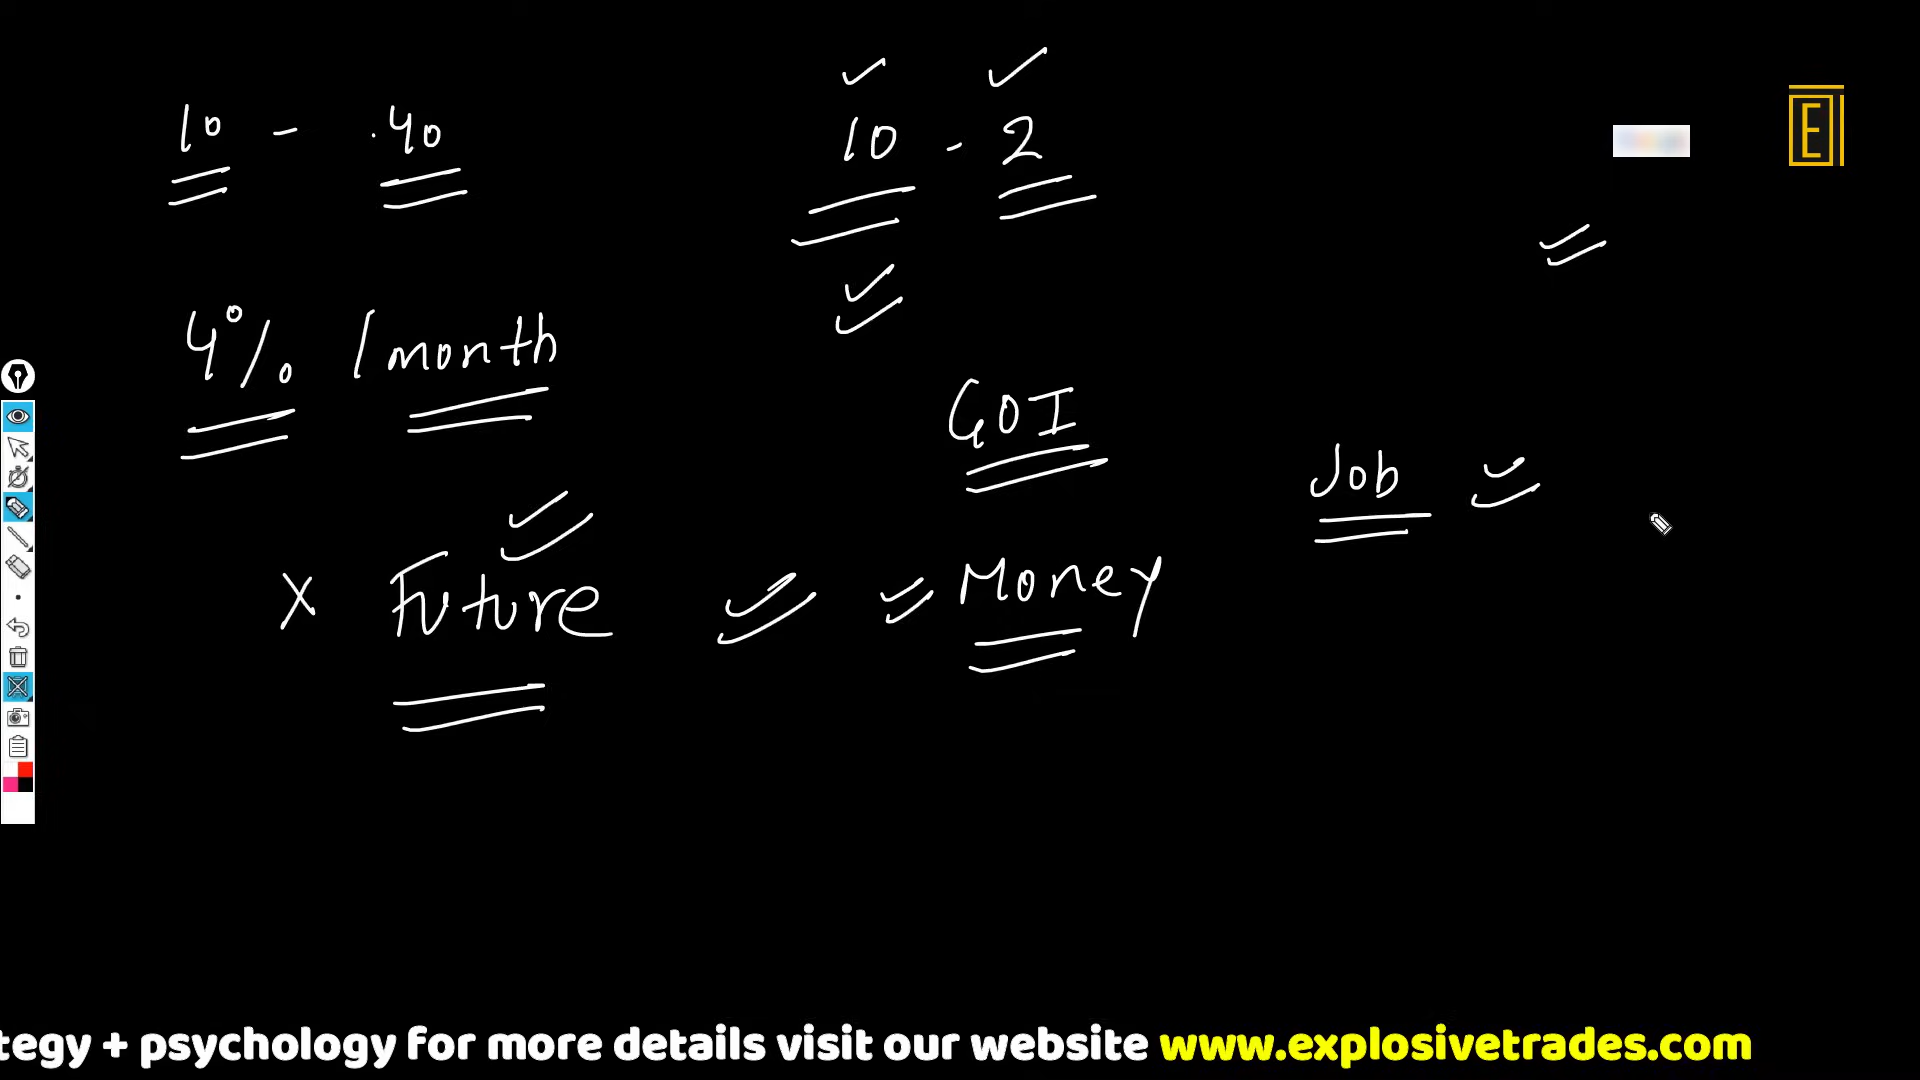 10 - .40
10 - 2
E
4% / month
GOI
Job
x Future
Money
tegy + psychology for more details visit our website www.explosivetrades.com